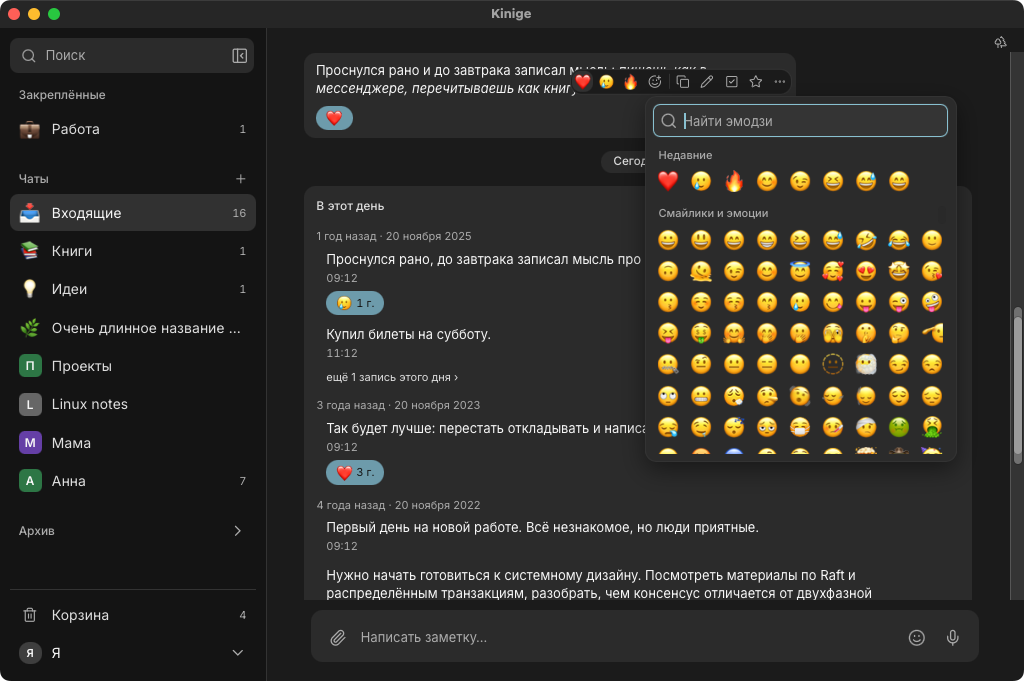 Kinige
Поиск
Закреплённые
Работа 1
Чаты
Входящие 16
Книги 1
Идеи 1
Очень длинное название ...
П Проекты
L Linux notes
М Мама
А Анна 7
Архив
Корзина 4
Я Я
Проснулся рано и до завтрака записал мысль: пишешь как в
мессенджере, перечитываешь как книгу
Найти эмодзи
Недавние
Смайлики и эмоции
В этот день
1 год назад · 20 ноября 2025
Проснулся рано, до завтрака записал мысль про
09:12
1 г.
Купил билеты на субботу.
11:12
ещё 1 запись этого дня ›
3 года назад · 20 ноября 2023
Так будет лучше: перестать откладывать и
09:12
3 г.
4 года назад · 20 ноября 2022
Первый день на новой работе. Всё незнакомое, но люди приятные.
09:12
Нужно начать готовиться к системному дизайну. Посмотреть материалы по Raft и
распределённым транзакциям, разобрать, чем консенсус отличается от двухфазной
Написать заметку...